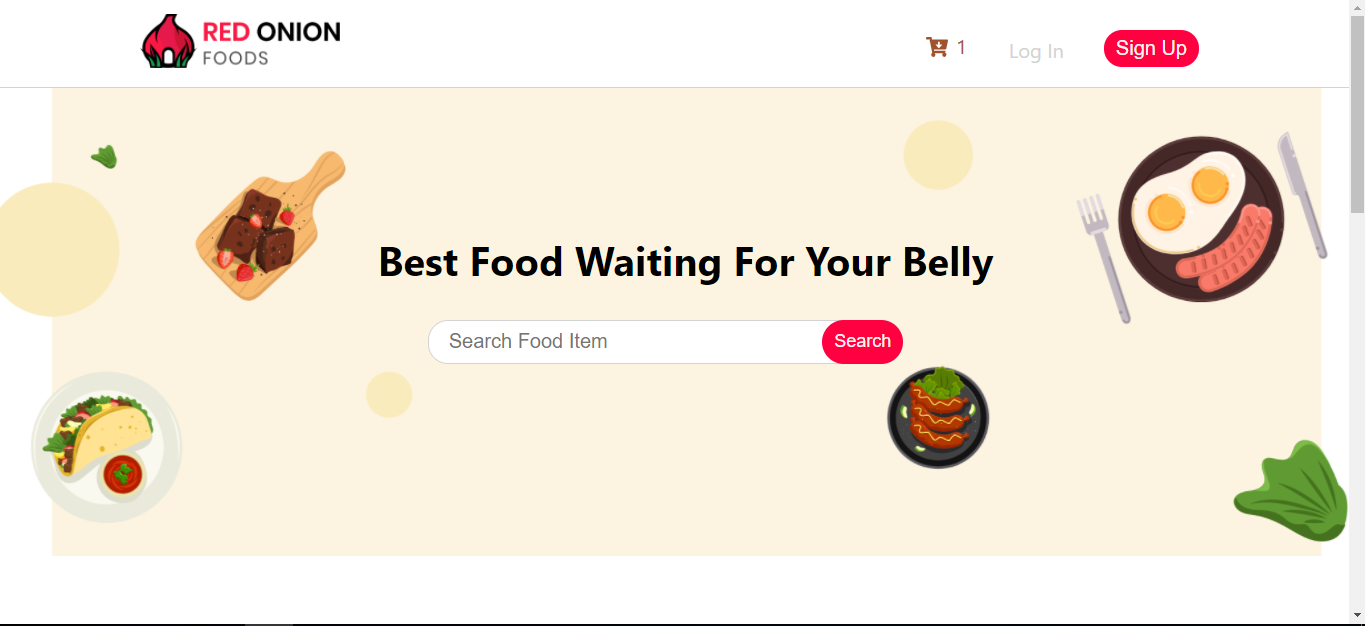 RED ONION
FOODS
1
Log In
Sign Up
Best Food Waiting For Your Belly
Search Food Item
Search